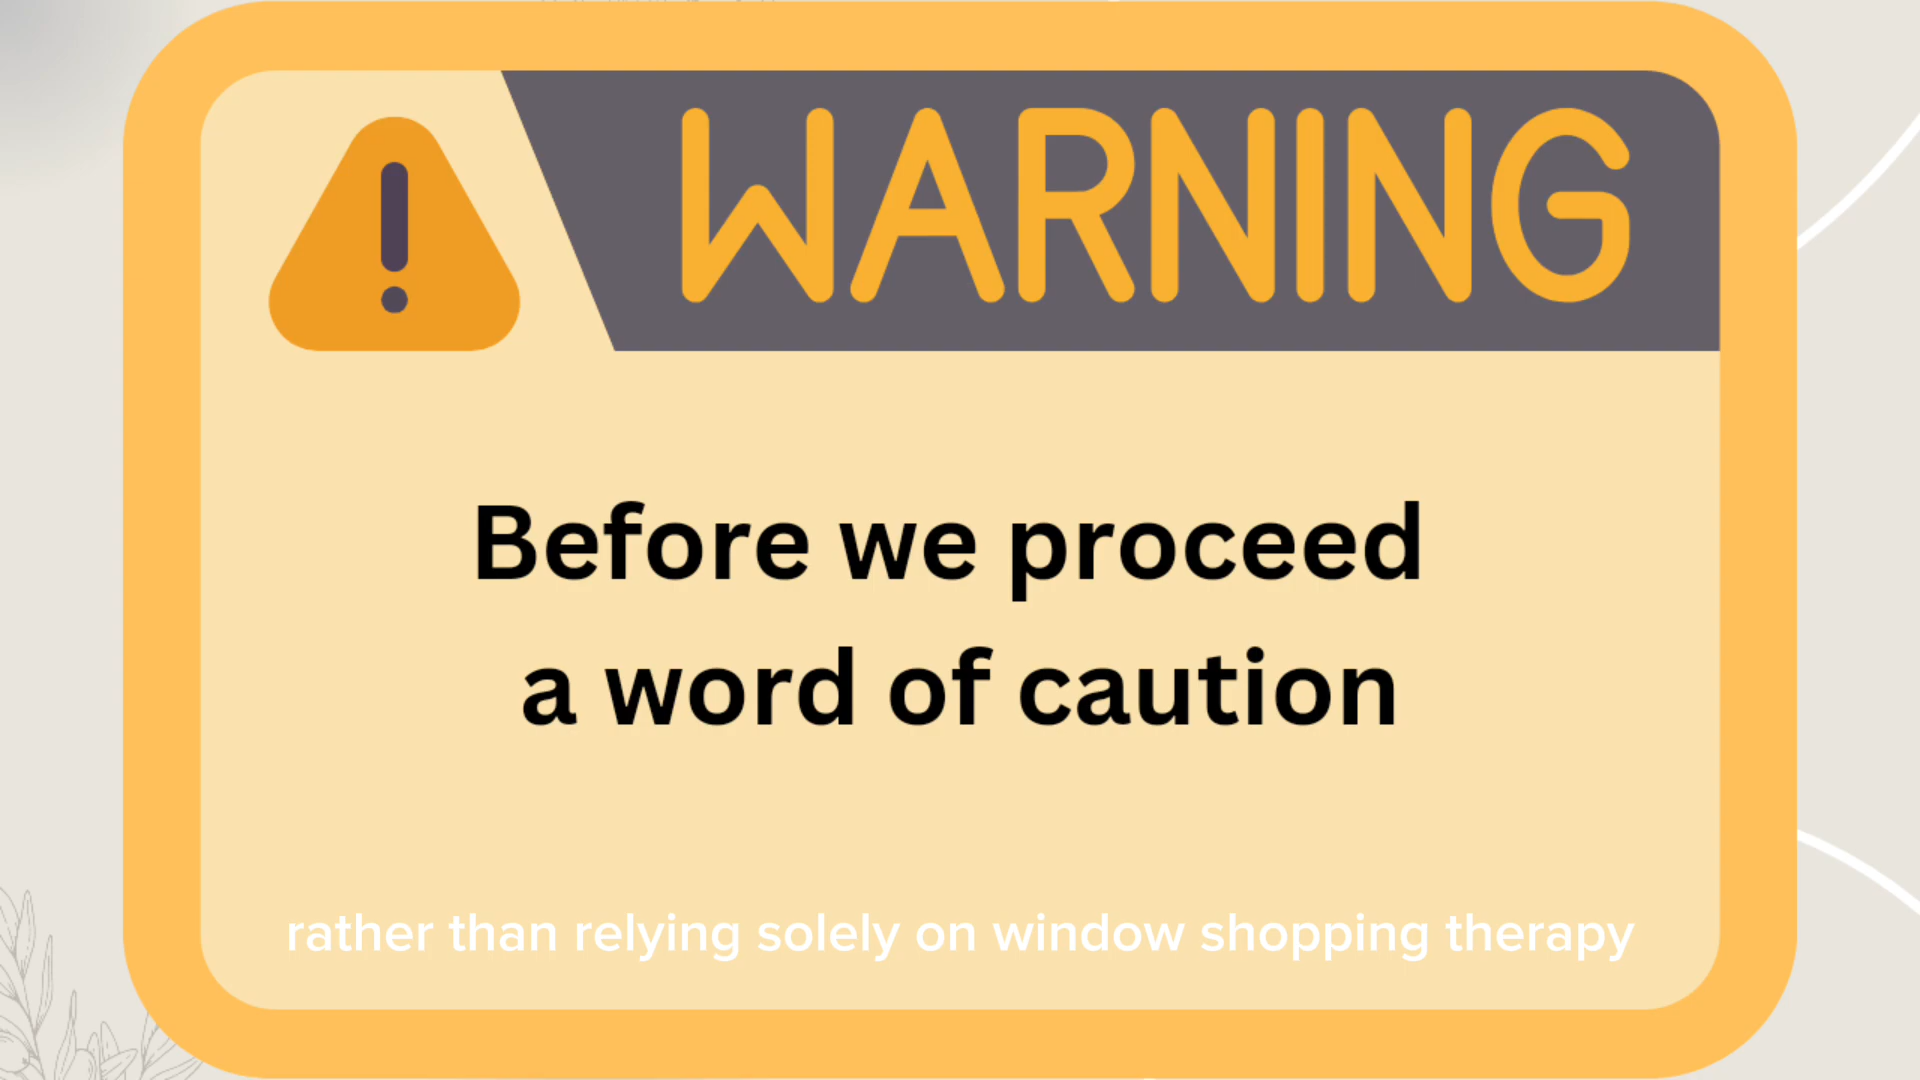 WARNING
Before we proceed
a word of caution
rather than relying solely on window shopping therapy